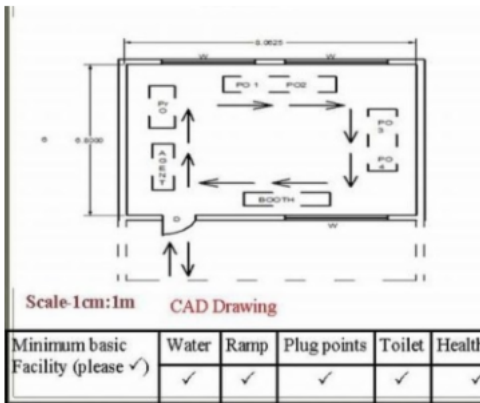 W W
PO 1 PO2
PO
3
PO
4
AGENT
BOOTH
D
W
Scale-1cm:1m CAD Drawing
Minimum basic Water Ramp Plug points Toilet Health
Facility (please ✓) ✓ ✓ ✓ ✓ ✓